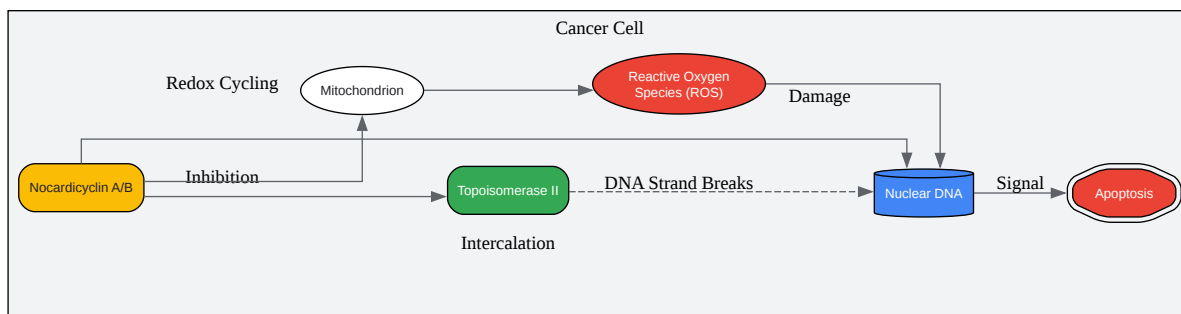 Cancer Cell
Redox Cycling
Mitochondrion
Reactive Oxygen
Species (ROS)
Damage
Nocardicyclin A/B
Inhibition
Topoisomerase II
DNA Strand Breaks
Nuclear DNA
Signal
Apoptosis
Intercalation